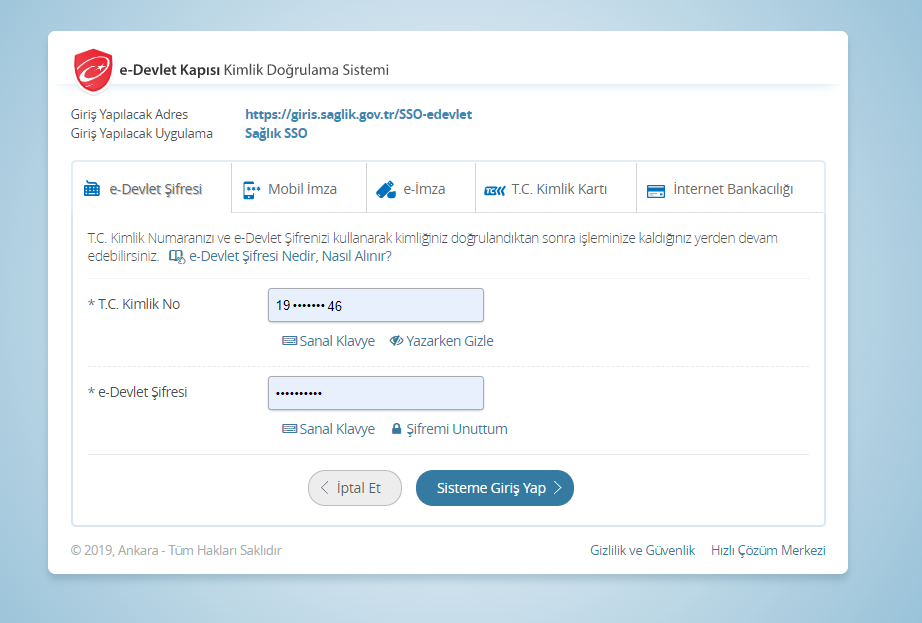 e-Devlet Kapısı Kimlik Doğrulama Sistemi
Giriş Yapılacak Adres https://giris.saglik.gov.tr/SSO-edevlet
Giriş Yapılacak Uygulama Sağlık SSO
e-Devlet Şifresi Mobil İmza e-İmza T.C. Kimlik Kartı İnternet Bankacılığı
T.C. Kimlik Numaranızı ve e-Devlet Şifrenizi kullanarak kimliğiniz doğrulandıktan sonra işleminize kaldığınız yerden devam
edebilirsiniz. e-Devlet Şifresi Nedir, Nasıl Alınır?
* T.C. Kimlik No 19 ••••••• 46
Sanal Klavye Yazarken Gizle
* e-Devlet Şifresi ••••••••••
Sanal Klavye Şifremi Unuttum
İptal Et Sisteme Giriş Yap
© 2019, Ankara - Tüm Hakları Saklıdır Gizlilik ve Güvenlik Hızlı Çözüm Merkezi